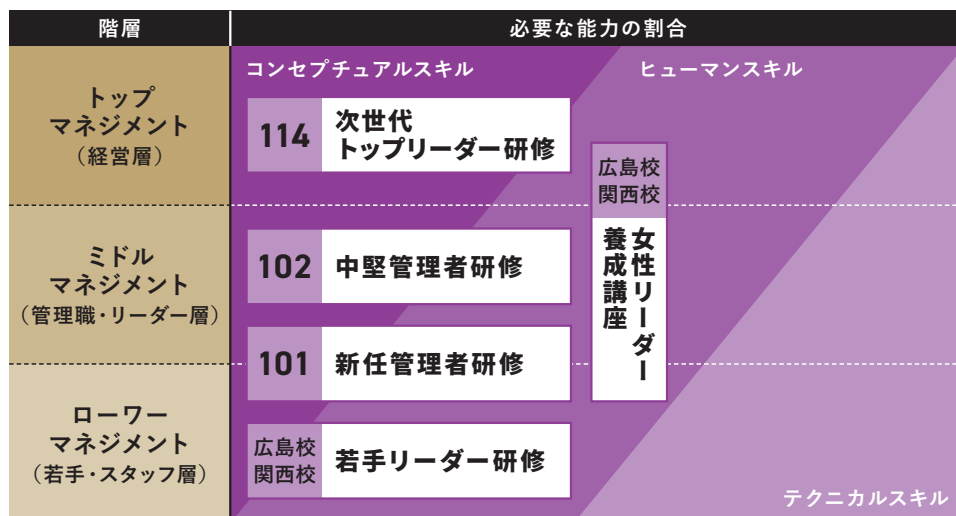 階層
必要な能力の割合
トップ
マネジメント
（経営層）
コンセプチュアルスキル
ヒューマンスキル
114
次世代
トップリーダー研修
広島校
関西校
女性リーダー
養成講座
ミドル
マネジメント
（管理職・リーダー層）
102
中堅管理者研修
101
新任管理者研修
ローワー
マネジメント
（若手・スタッフ層）
広島校
関西校
若手リーダー研修
テクニカルスキル